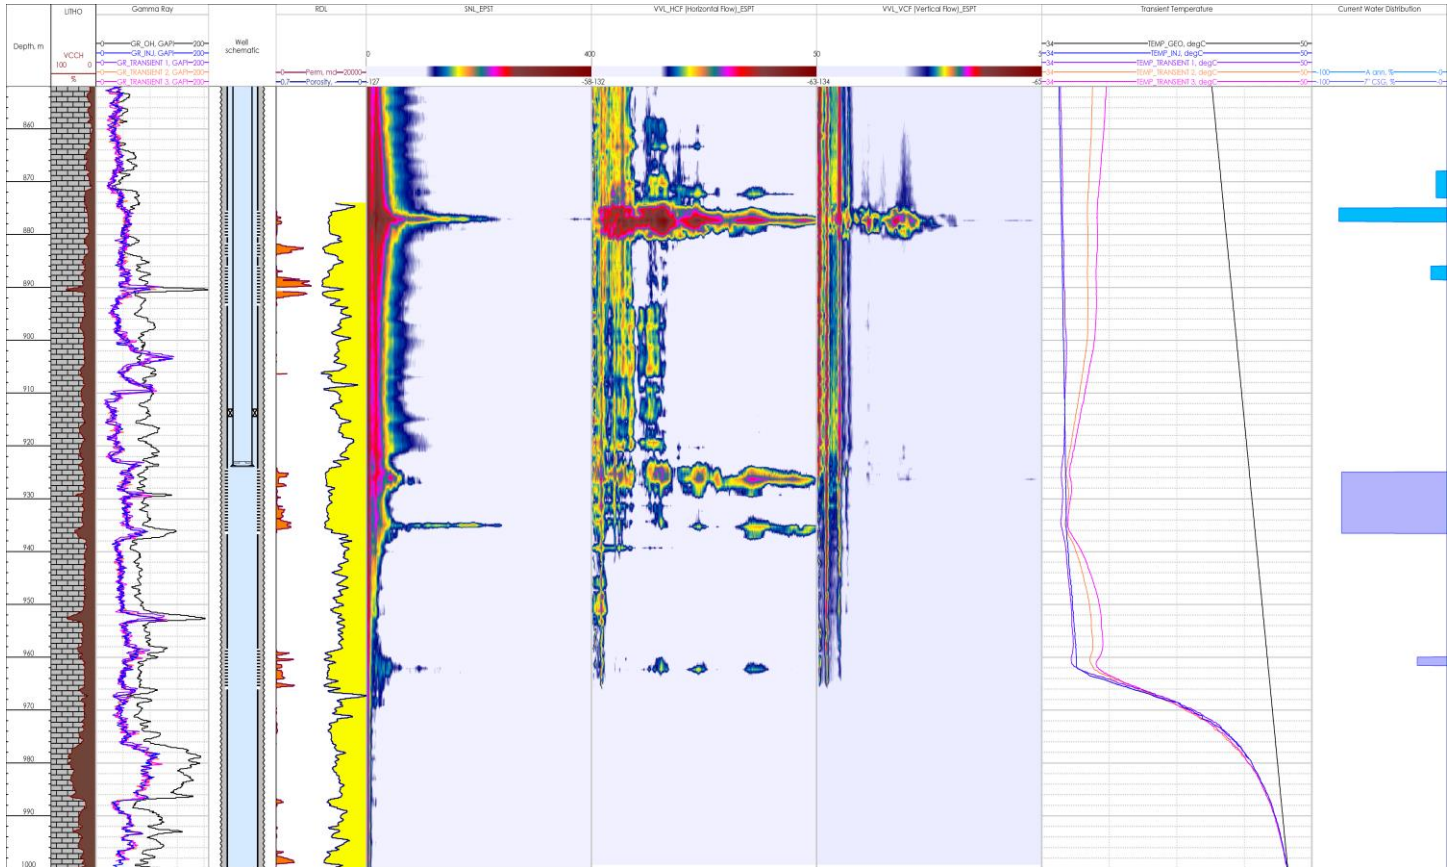 LITHO
Gamma Ray
RDL
SNL_EPST
VVL_HCF (Horizontal Flow)_ESPT
VVL_VCF (Vertical Flow)_ESPT
Transient Temperature
Current Water Distribution
Depth, m
VCCH
100 0
%
0 GR_OH, GAPI 200
0 GR_INJ, GAPI 200
0 GR_TRANSIENT 1, GAPI 200
0 GR_TRANSIENT 2, GAPI 200
0 GR_TRANSIENT 3, GAPI 200
Well
schematic
0 Perm, md 20000
0.7 Porosity, 0
0 400 50
127 -58 -132 -63 -134 -65
34 TEMP_GEO, degC 50
34 TEMP_INJ, degC 50
34 TEMP_TRANSIENT 1, degC 50
34 TEMP_TRANSIENT 2, degC 50
34 TEMP_TRANSIENT 3, degC 50
100 A ann, % 0
100 7" CSG, % 0
860
870
880
890
900
910
920
930
940
950
960
970
980
990
1000